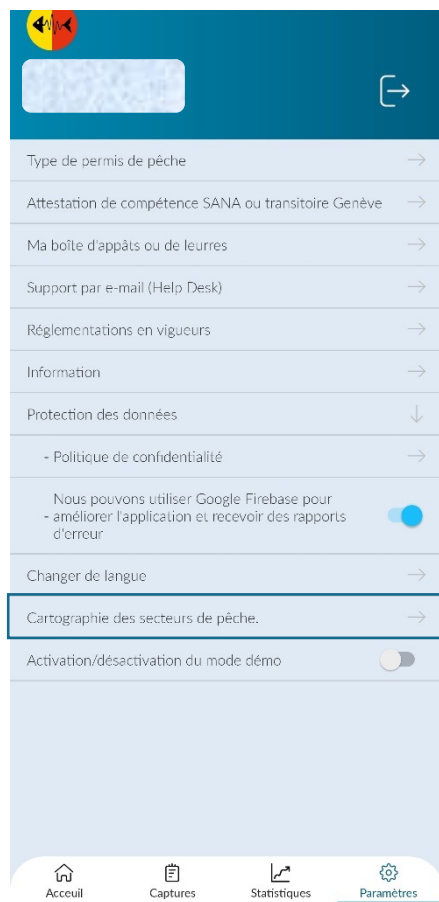 Type de permis de pêche
Attestation de compétence SANA ou transitoire Genève
Ma boîte d'appâts ou de leurres
Support par e-mail (Help Desk)
Réglementations en vigueurs
Information
Protection des données
- Politique de confidentialité
Nous pouvons utiliser Google Firebase pour
- améliorer l'application et recevoir des rapports
d'erreur
Changer de langue
Cartographie des secteurs de pêche.
Activation/désactivation du mode démo
Acceuil Captures Statistiques Paramètres